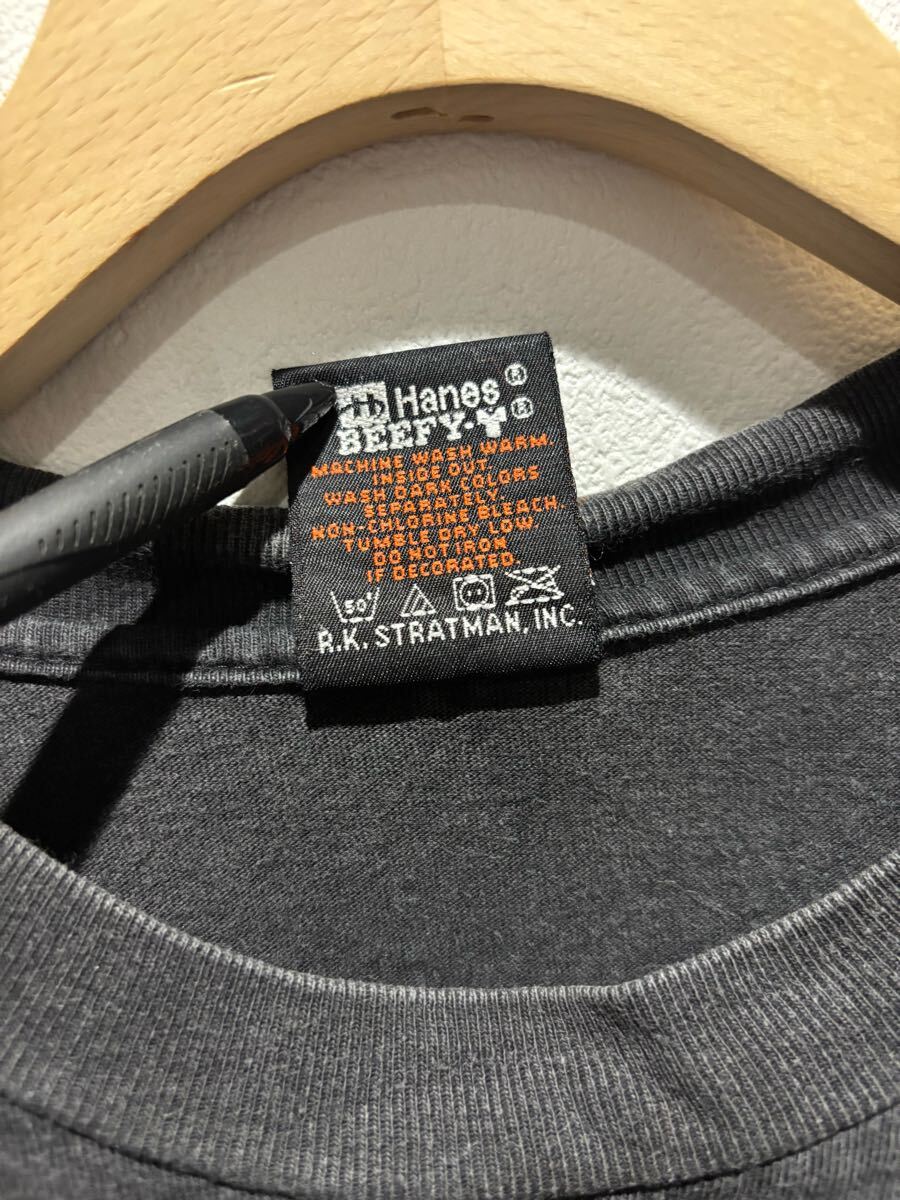 Hanes®
BEEFY-T®
MACHINE WASH WARM.
INSIDE OUT.
WASH DARK COLORS
SEPARATELY.
NON-CHLORINE BLEACH.
TUMBLE DRY LOW
DO NOT IRON
IF DECORATED.
50°
R.K. STRATMAN, INC.